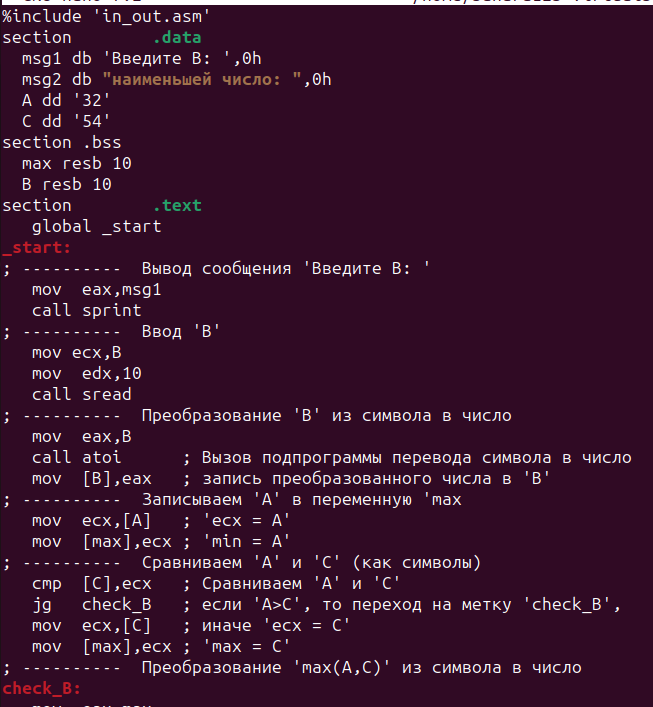 %include 'in_out.asm'
section .data
msg1 db 'Введите B: ',0h
msg2 db "наименьшей число: ",0h
A dd '32'
C dd '54'
section .bss
max resb 10
B resb 10
section .text
global _start
_start:
; ---------- Вывод сообщения 'Введите B: '
mov eax,msg1
call sprint
; ---------- Ввод 'B'
mov ecx,B
mov edx,10
call sread
; ---------- Преобразование 'B' из символа в число
mov eax,B
call atoi ; Вызов подпрограммы перевода символа в число
mov [B],eax ; запись преобразованного числа в 'B'
; ---------- Записываем 'A' в переменную 'max
mov ecx,[A] ; 'ecx = A'
mov [max],ecx ; 'min = A'
; ---------- Сравниваем 'A' и 'С' (как символы)
cmp [C],ecx ; Сравниваем 'A' и 'С'
jg check_B ; если 'A>C', то переход на метку 'check_B',
mov ecx,[C] ; иначе 'ecx = C'
mov [max],ecx ; 'max = C'
; ---------- Преобразование 'max(A,C)' из символа в число
check_B: